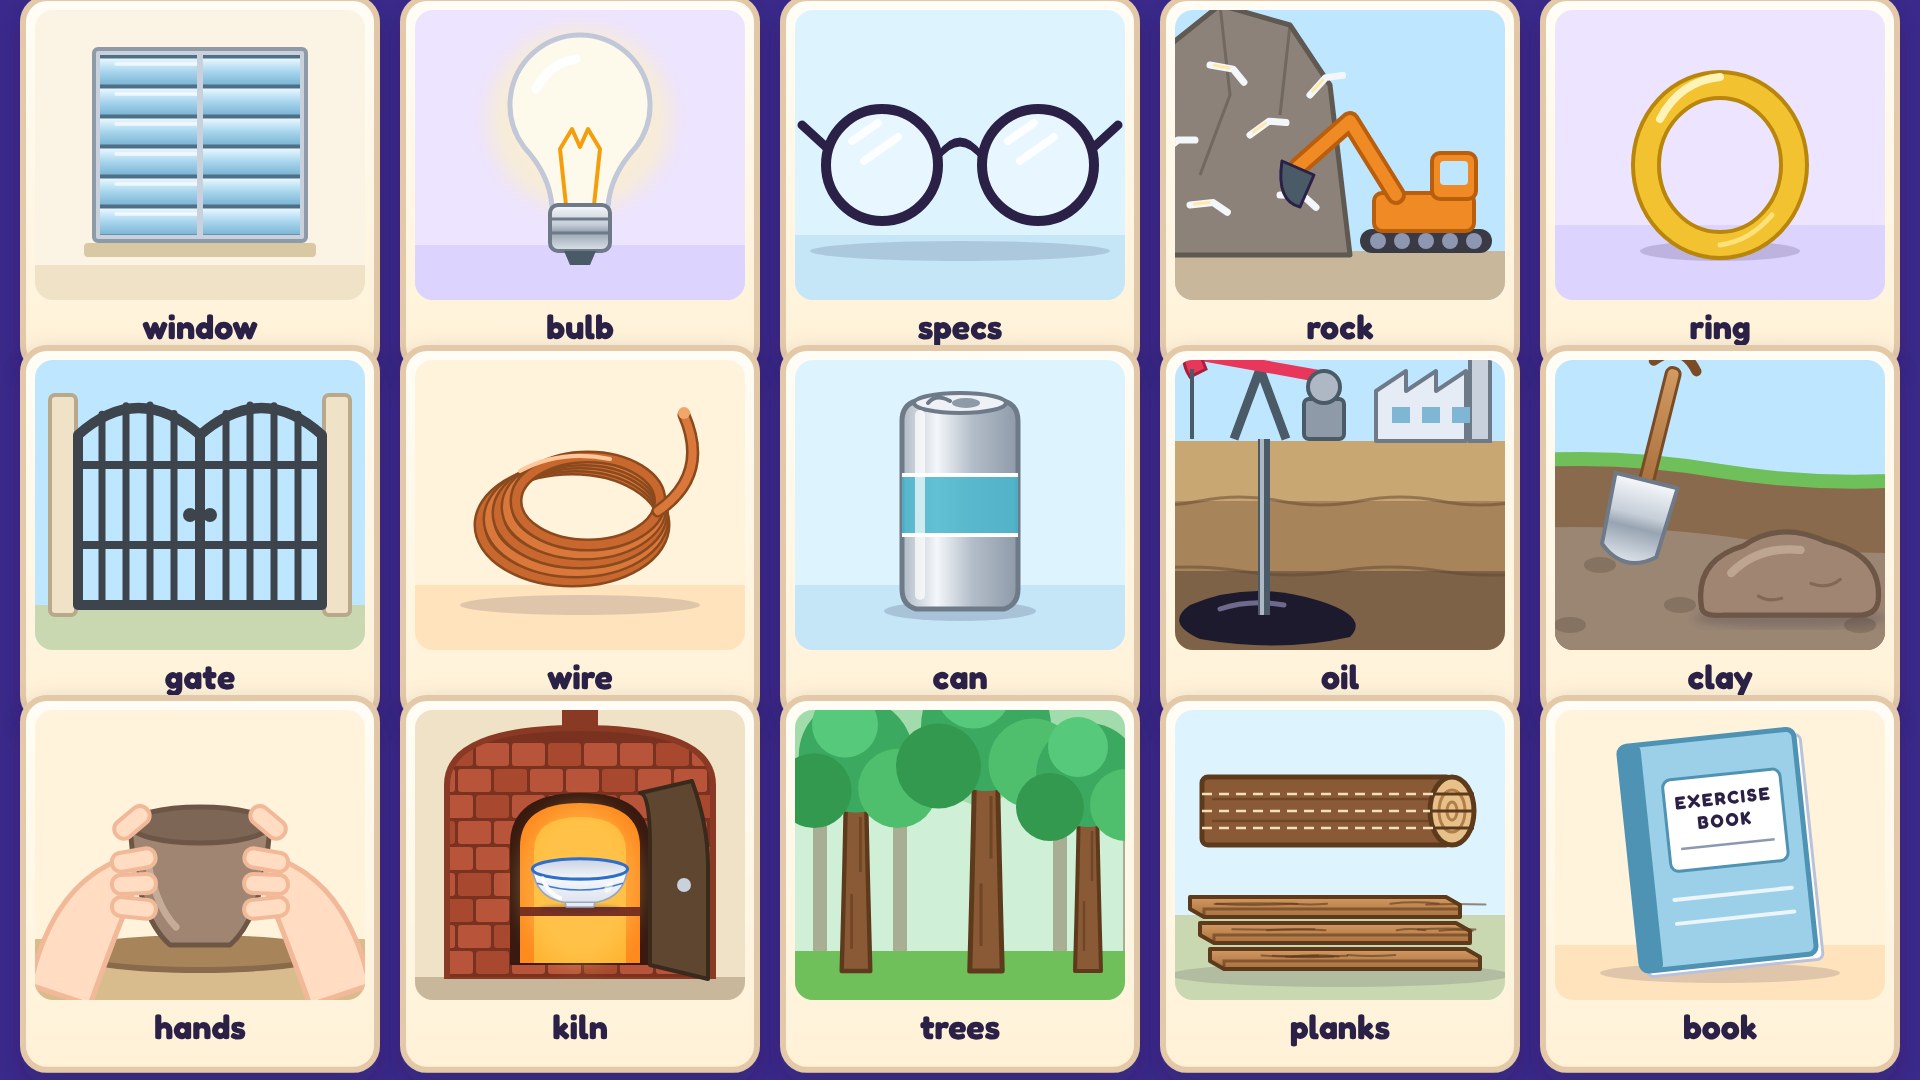 window
bulb
specs
rock
ring
gate
wire
can
oil
clay
EXERCISE
BOOK
hands
kiln
trees
planks
book